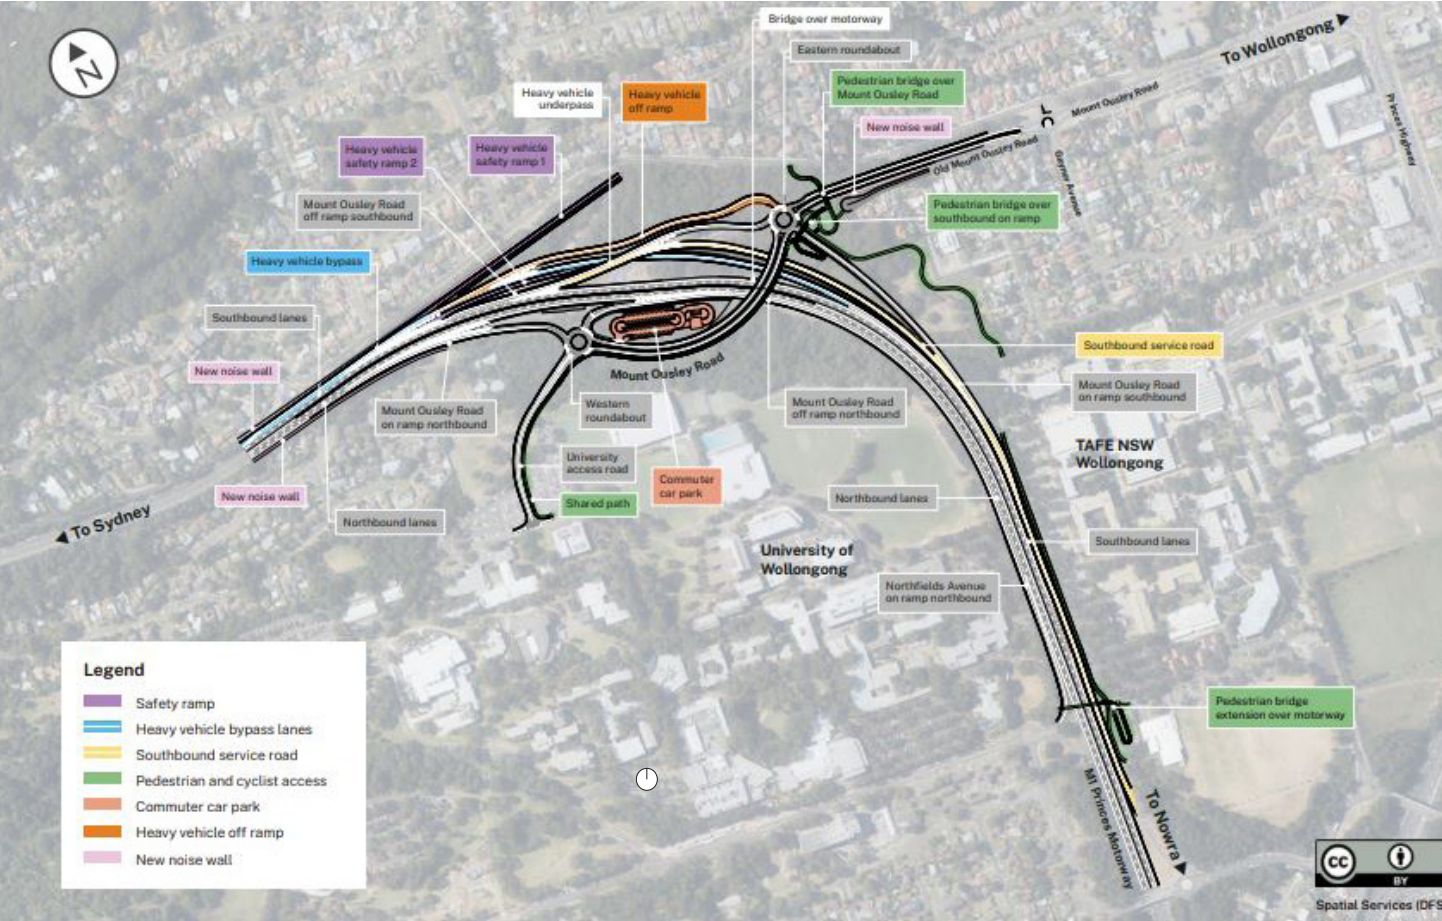 N
Bridge over motorway
Eastern roundabout
To Wollongong
Pedestrian bridge over
Mount Ousley Road
Heavy vehicle
underpass
Heavy vehicle
off ramp
Mount Ousley Road
Princes Highway
New noise wall
Old Mount Ousley Road
Gaynor Avenue
Heavy vehicle
safety ramp 2
Heavy vehicle
safety ramp 1
Mount Ousley Road
off ramp southbound
Pedestrian bridge over
southbound on ramp
Heavy vehicle bypass
Southbound lanes
Southbound service road
New noise wall
Mount Ousley Road
Mount Ousley Road
on ramp northbound
Western
roundabout
Mount Ousley Road
off ramp northbound
Mount Ousley Road
on ramp southbound
TAFE NSW
Wollongong
University
access road
Commuter
car park
New noise wall
Shared path
Northbound lanes
To Sydney
Northbound lanes
Southbound lanes
University of
Wollongong
Northfields Avenue
on ramp northbound
Pedestrian bridge
extension over motorway
M1 Princes Motorway
To Nowra
Legend
Safety ramp
Heavy vehicle bypass lanes
Southbound service road
Pedestrian and cyclist access
Commuter car park
Heavy vehicle off ramp
New noise wall
cc
BY
Spatial Services (DFS